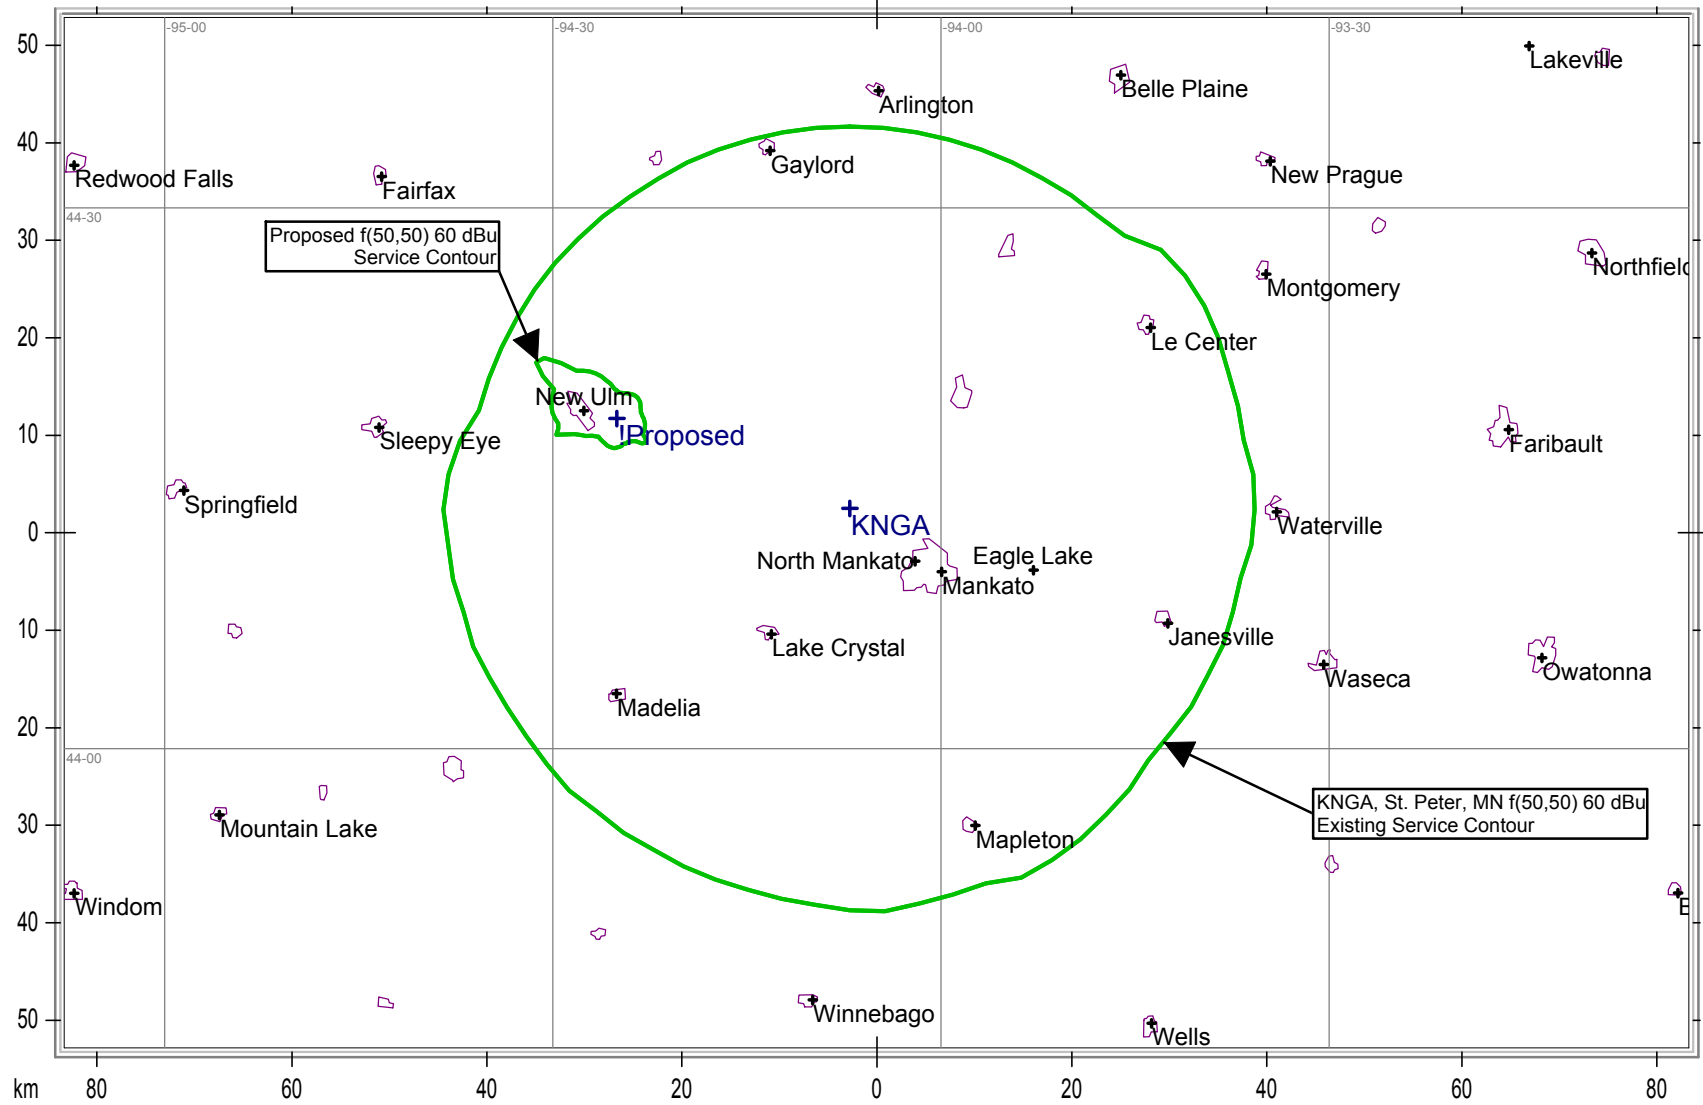 -95-00
-94-30
-94-00
-93-30
50
Lakeville
Belle Plaine
Arlington
40
Gaylord
Redwood Falls
Fairfax
New Prague
44-30
Proposed f(50,50) 60 dBu
Service Contour
30
Northfield
Montgomery
20
Le Center
New Ulm
10
!Proposed
Sleepy Eye
Faribault
Springfield
0
KNGA
Waterville
North Mankato
Eagle Lake
Mankato
10
Janesville
Lake Crystal
Waseca
Owatonna
Madelia
20
44-00
KNGA, St. Peter, MN f(50,50) 60 dBu
Existing Service Contour
30
Mountain Lake
Mapleton
Windom
E
40
Winnebago
50
Wells
km
80
60
40
20
0
20
40
60
80